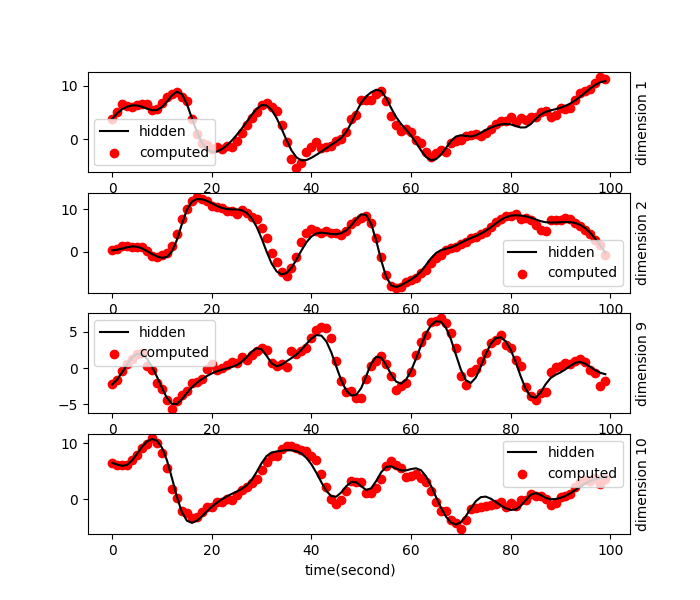 10
0
hidden
computed
0 20 40 60 80 100
dimension 1
10
0
hidden
computed
0 20 40 60 80 100
dimension 2
5
0
−5
hidden
computed
0 20 40 60 80 100
dimension 9
10
0
hidden
computed
0 20 40 60 80 100
dimension 10
time(second)